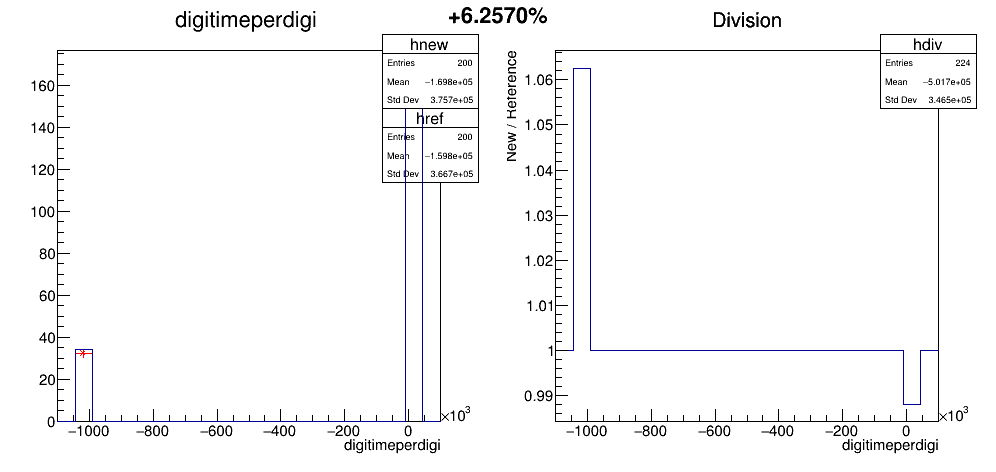 +6.2570%
digitimeperdigi
hnew
Entries 200
Mean −1.698e+05
Std Dev 3.757e+05
href
Entries 200
Mean −1.598e+05
Std Dev 3.667e+05
160
140
120
100
80
60
40
20
0
−1000 −800 −600 −400 −200 0
×10³
digitimeperdigi
Division
hdiv
Entries 224
Mean −5.017e+05
Std Dev 3.465e+05
New / Reference
1.06
1.05
1.04
1.03
1.02
1.01
1
0.99
−1000 −800 −600 −400 −200 0
×10³
digitimeperdigi